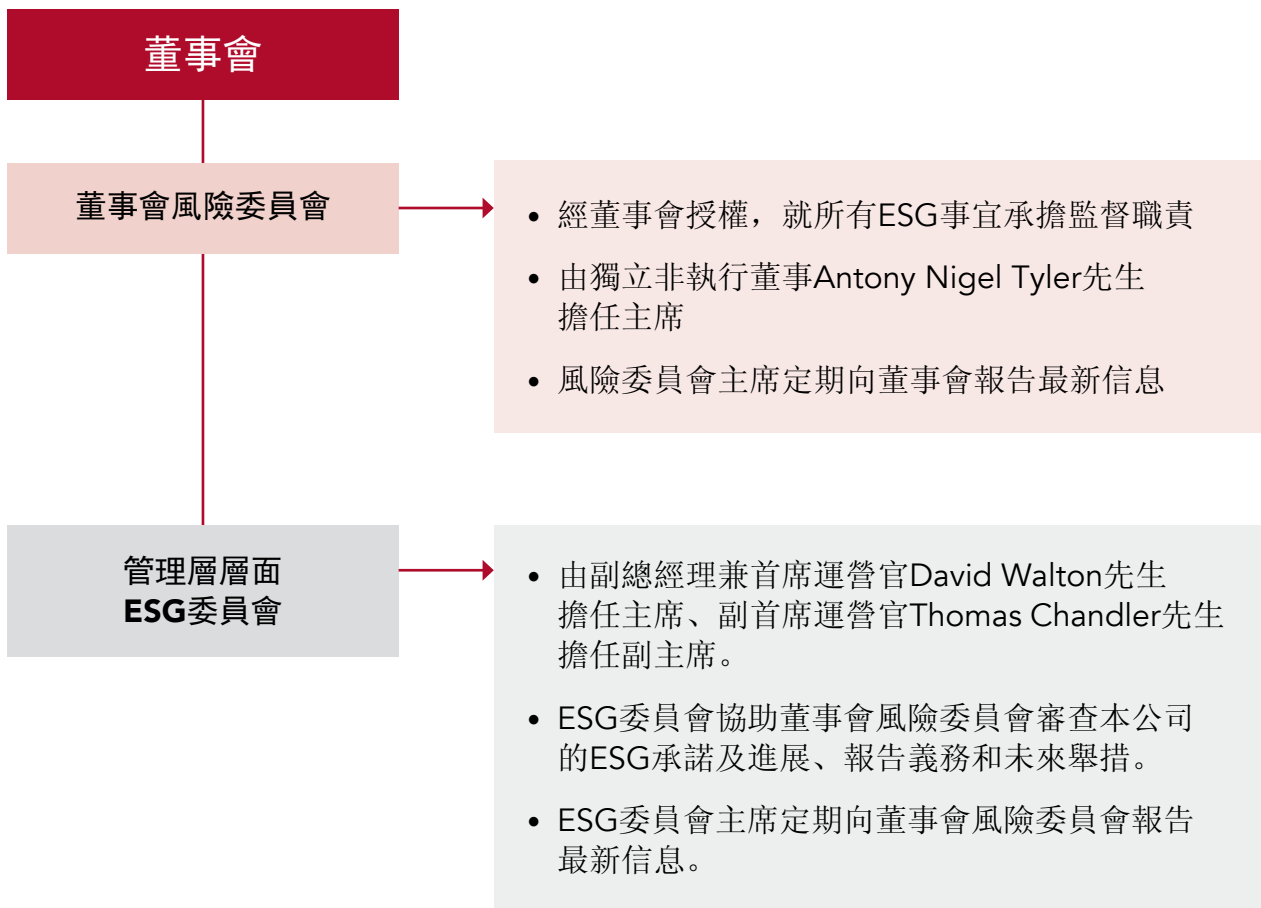 董事會
董事會風險委員會
• 經董事會授權，就所有ESG事宜承擔監督職責
• 由獨立非執行董事Antony Nigel Tyler先生
擔任主席
• 風險委員會主席定期向董事會報告最新信息
管理層層面
ESG委員會
• 由副總經理兼首席運營官David Walton先生
擔任主席、副首席運營官Thomas Chandler先生
擔任副主席。
• ESG委員會協助董事會風險委員會審查本公司
的ESG承諾及進展、報告義務和未來舉措。
• ESG委員會主席定期向董事會風險委員會報告
最新信息。